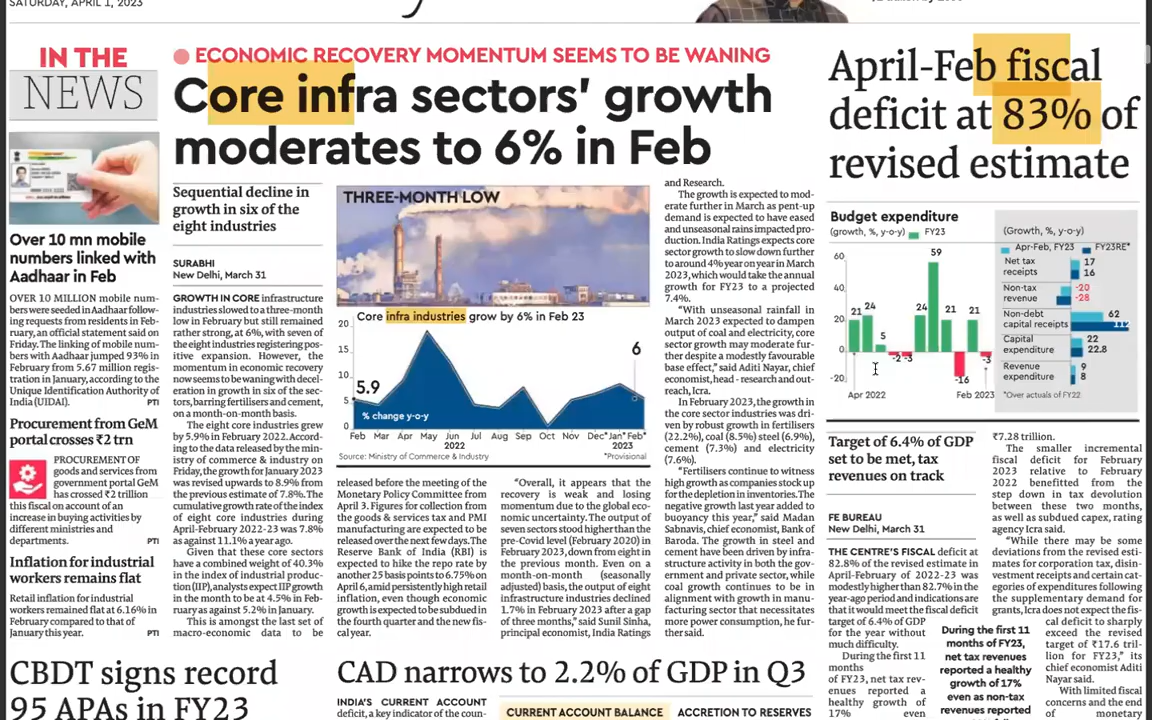 SATURDAY, APRIL 1, 2023
IN THE
NEWS
Over 10 mn mobile
numbers linked with
Aadhaar in Feb
OVER 10 MILLION mobile num-
bers were seeded in Aadhaar follow-
ing requests from residents in Feb-
ruary, an official statement said on
Friday. The linking of mobile num-
bers with Aadhaar jumped 93% in
February from 5.67 million regis-
tration in January, according to the
Unique Identification Authority of
India (UIDAI). PTI
Procurement from GeM
portal crosses ₹2 trn
PROCUREMENT OF
goods and services from
government portal GeM
has crossed ₹2 trillion
this fiscal on account of an
increase in buying activities by
different ministries and
departments. PTI
Inflation for industrial
workers remains flat
Retail inflation for industrial
workers remained flat at 6.16% in
February compared to that of
January this year. PTI
ECONOMIC RECOVERY MOMENTUM SEEMS TO BE WANING
Core infra sectors' growth
moderates to 6% in Feb
Sequential decline in
growth in six of the
eight industries
SURABHI
New Delhi, March 31
GROWTH IN CORE infrastructure
industries slowed to a three-month
low in February but still remained
rather strong, at 6%, with seven of
the eight industries registering pos-
itive expansion. However, the
momentum in economic recovery
now seems to be waning with decel-
eration in growth in six of the sec-
tors, barring fertilisers and cement,
on a month-on-month basis.
The eight core industries grew
by 5.9% in February 2022. Accord-
ing to the data released by the min-
istry of commerce & industry on
Friday, the growth for January 2023
was revised upwards to 8.9% from
the previous estimate of 7.8%. The
cumulative growth rate of the index
of eight core industries during
April-February 2022-23 was 7.8%
as against 11.1% a year ago.
Given that these core sectors
have a combined weight of 40.3%
in the index of industrial produc-
tion (IIP), analysts expect IIP growth
in the month to be at 4.5% in Feb-
ruary as against 5.2% in January.
This is amongst the last set of
macro-economic data to be
THREE-MONTH LOW
Core infra industries grow by 6% in Feb 23
20
15
10
5
0
5.9
6
% change y-o-y
Feb Mar Apr May Jun Jul Aug Sep Oct Nov Dec* Jan* Feb*
2022 2023
Source: Ministry of Commerce & Industry *Provisional
released before the meeting of the
Monetary Policy Committee from
April 3. Figures for collection from
the goods & services tax and PMI
manufacturing are expected to be
released over the next few days. The
Reserve Bank of India (RBI) is
expected to hike the repo rate by
another 25 basis points to 6.75% on
April 6, amid persistently high retail
inflation, even though economic
growth is expected to be subdued in
the fourth quarter and the new fis-
cal year.
"Overall, it appears that the
recovery is weak and losing
momentum due to the global eco-
nomic uncertainty. The output of
seven sectors stood higher than the
pre-Covid level (February 2020) in
February 2023, down from eight in
the previous month. Even on a
month-on-month (seasonally
adjusted) basis, the output of eight
infrastructure industries declined
1.7% in February 2023 after a gap
of three months," said Sunil Sinha,
principal economist, India Ratings
and Research.
The growth is expected to mod-
erate further in March as pent-up
demand is expected to have eased
and unseasonal rains impacted pro-
duction. India Ratings expects core
sector growth to slow down further
to around 4% year on year in March
2023, which would take the annual
growth for FY23 to a projected
7.4%.
"With unseasonal rainfall in
March 2023 expected to dampen
output of coal and electricity, core
sector growth may moderate fur-
ther despite a modestly favourable
base effect," said Aditi Nayar, chief
economist, head - research and out-
reach, Icra.
In February 2023, the growth in
the core sector industries was dri-
ven by robust growth in fertilisers
(22.2%), coal (8.5%) steel (6.9%),
cement (7.3%) and electricity
(7.6%).
"Fertilisers continue to witness
high growth as companies stock up
for the depletion in inventories. The
negative growth last year added to
buoyancy this year," said Madan
Sabnavis, chief economist, Bank of
Baroda. The growth in steel and
cement have been driven by infra-
structure activity in both the gov-
ernment and private sector, while
coal growth continues to be in
alignment with growth in manu-
facturing sector that necessitates
more power consumption, he fur-
ther said.
April-Feb fiscal
deficit at 83% of
revised estimate
Budget expenditure
(growth, %, y-o-y) FY23
60
40
20
0
-20
21 24 5 -2 -3 24 59 21 -16 21 -3
Apr 2022 Feb 2023
(Growth, %, y-o-y)
Apr-Feb, FY23 FY23RE*
Net tax
receipts
17
16
Non-tax
revenue
-20
-28
Non-debt
capital receipts
62
112
Capital
expenditure
22
22.8
Revenue
expenditure
9
8
*Over actuals of FY22
Target of 6.4% of GDP
set to be met, tax
revenues on track
FE BUREAU
New Delhi, March 31
THE CENTRE'S FISCAL deficit at
82.8% of the revised estimate in
April-February of 2022-23 was
modestly higher than 82.7% in the
year-ago period and indications are
that it would meet the fiscal deficit
target of 6.4% of GDP
for the year without
much difficulty.
During the first 11
months
of FY23, net tax rev-
enues reported a
healthy growth of
17% even
During the first 11
months of FY23,
net tax revenues
reported a healthy
growth of 17%
even as non-tax
revenues reported
₹7.28 trillion.
The smaller incremental
fiscal deficit for February
2023 relative to February
2022 benefitted from the
step down in tax devolution
between these two months,
as well as subdued capex, rating
agency Icra said.
"While there may be some
deviations from the revised esti-
mates for corporation tax, disin-
vestment receipts and certain cat-
egories of expenditure following
the supplementary demand for
grants, Icra does not expect the fis-
cal deficit to sharply
exceed the revised
target of ₹17.6 tril-
lion for FY23," its
chief economist Aditi
Nayar said.
With limited fiscal
concerns and the end
of monetary
CBDT signs record
95 APAs in FY23
CAD narrows to 2.2% of GDP in Q3
INDIA'S CURRENT ACCOUNT
deficit, a key indicator of the coun-
CURRENT ACCOUNT BALANCE
ACCRETION TO RESERVES